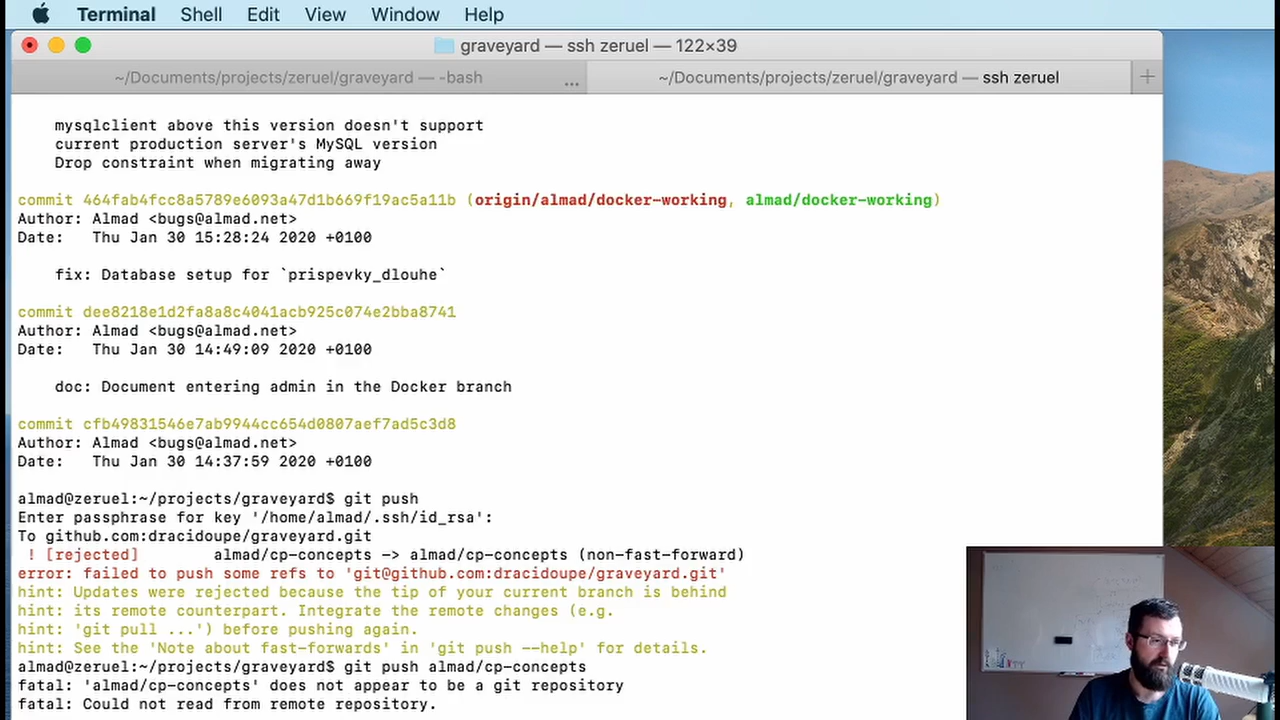 Terminal Shell Edit View Window Help
graveyard — ssh zeruel — 122×39
~/Documents/projects/zeruel/graveyard — -bash ... ~/Documents/projects/zeruel/graveyard — ssh zeruel +
mysqlclient above this version doesn't support
current production server's MySQL version
Drop constraint when migrating away
commit 464fab4fcc8a5789e6093a47d1b669f19ac5a11b (origin/almad/docker-working, almad/docker-working)
Author: Almad <bugs@almad.net>
Date:   Thu Jan 30 15:28:24 2020 +0100
fix: Database setup for `prispevky_dlouhe`
commit dee8218e1d2fa8a8c4041acb925c074e2bba8741
Author: Almad <bugs@almad.net>
Date:   Thu Jan 30 14:49:09 2020 +0100
doc: Document entering admin in the Docker branch
commit cfb49831546e7ab9944cc654d0807aef7ad5c3d8
Author: Almad <bugs@almad.net>
Date:   Thu Jan 30 14:37:59 2020 +0100
almad@zeruel:~/projects/graveyard$ git push
Enter passphrase for key '/home/almad/.ssh/id_rsa':
To github.com:dracidoupe/graveyard.git
! [rejected]        almad/cp-concepts -> almad/cp-concepts (non-fast-forward)
error: failed to push some refs to 'git@github.com:dracidoupe/graveyard.git'
hint: Updates were rejected because the tip of your current branch is behind
hint: its remote counterpart. Integrate the remote changes (e.g.
hint: 'git pull ...') before pushing again.
hint: See the 'Note about fast-forwards' in 'git push --help' for details.
almad@zeruel:~/projects/graveyard$ git push almad/cp-concepts
fatal: 'almad/cp-concepts' does not appear to be a git repository
fatal: Could not read from remote repository.